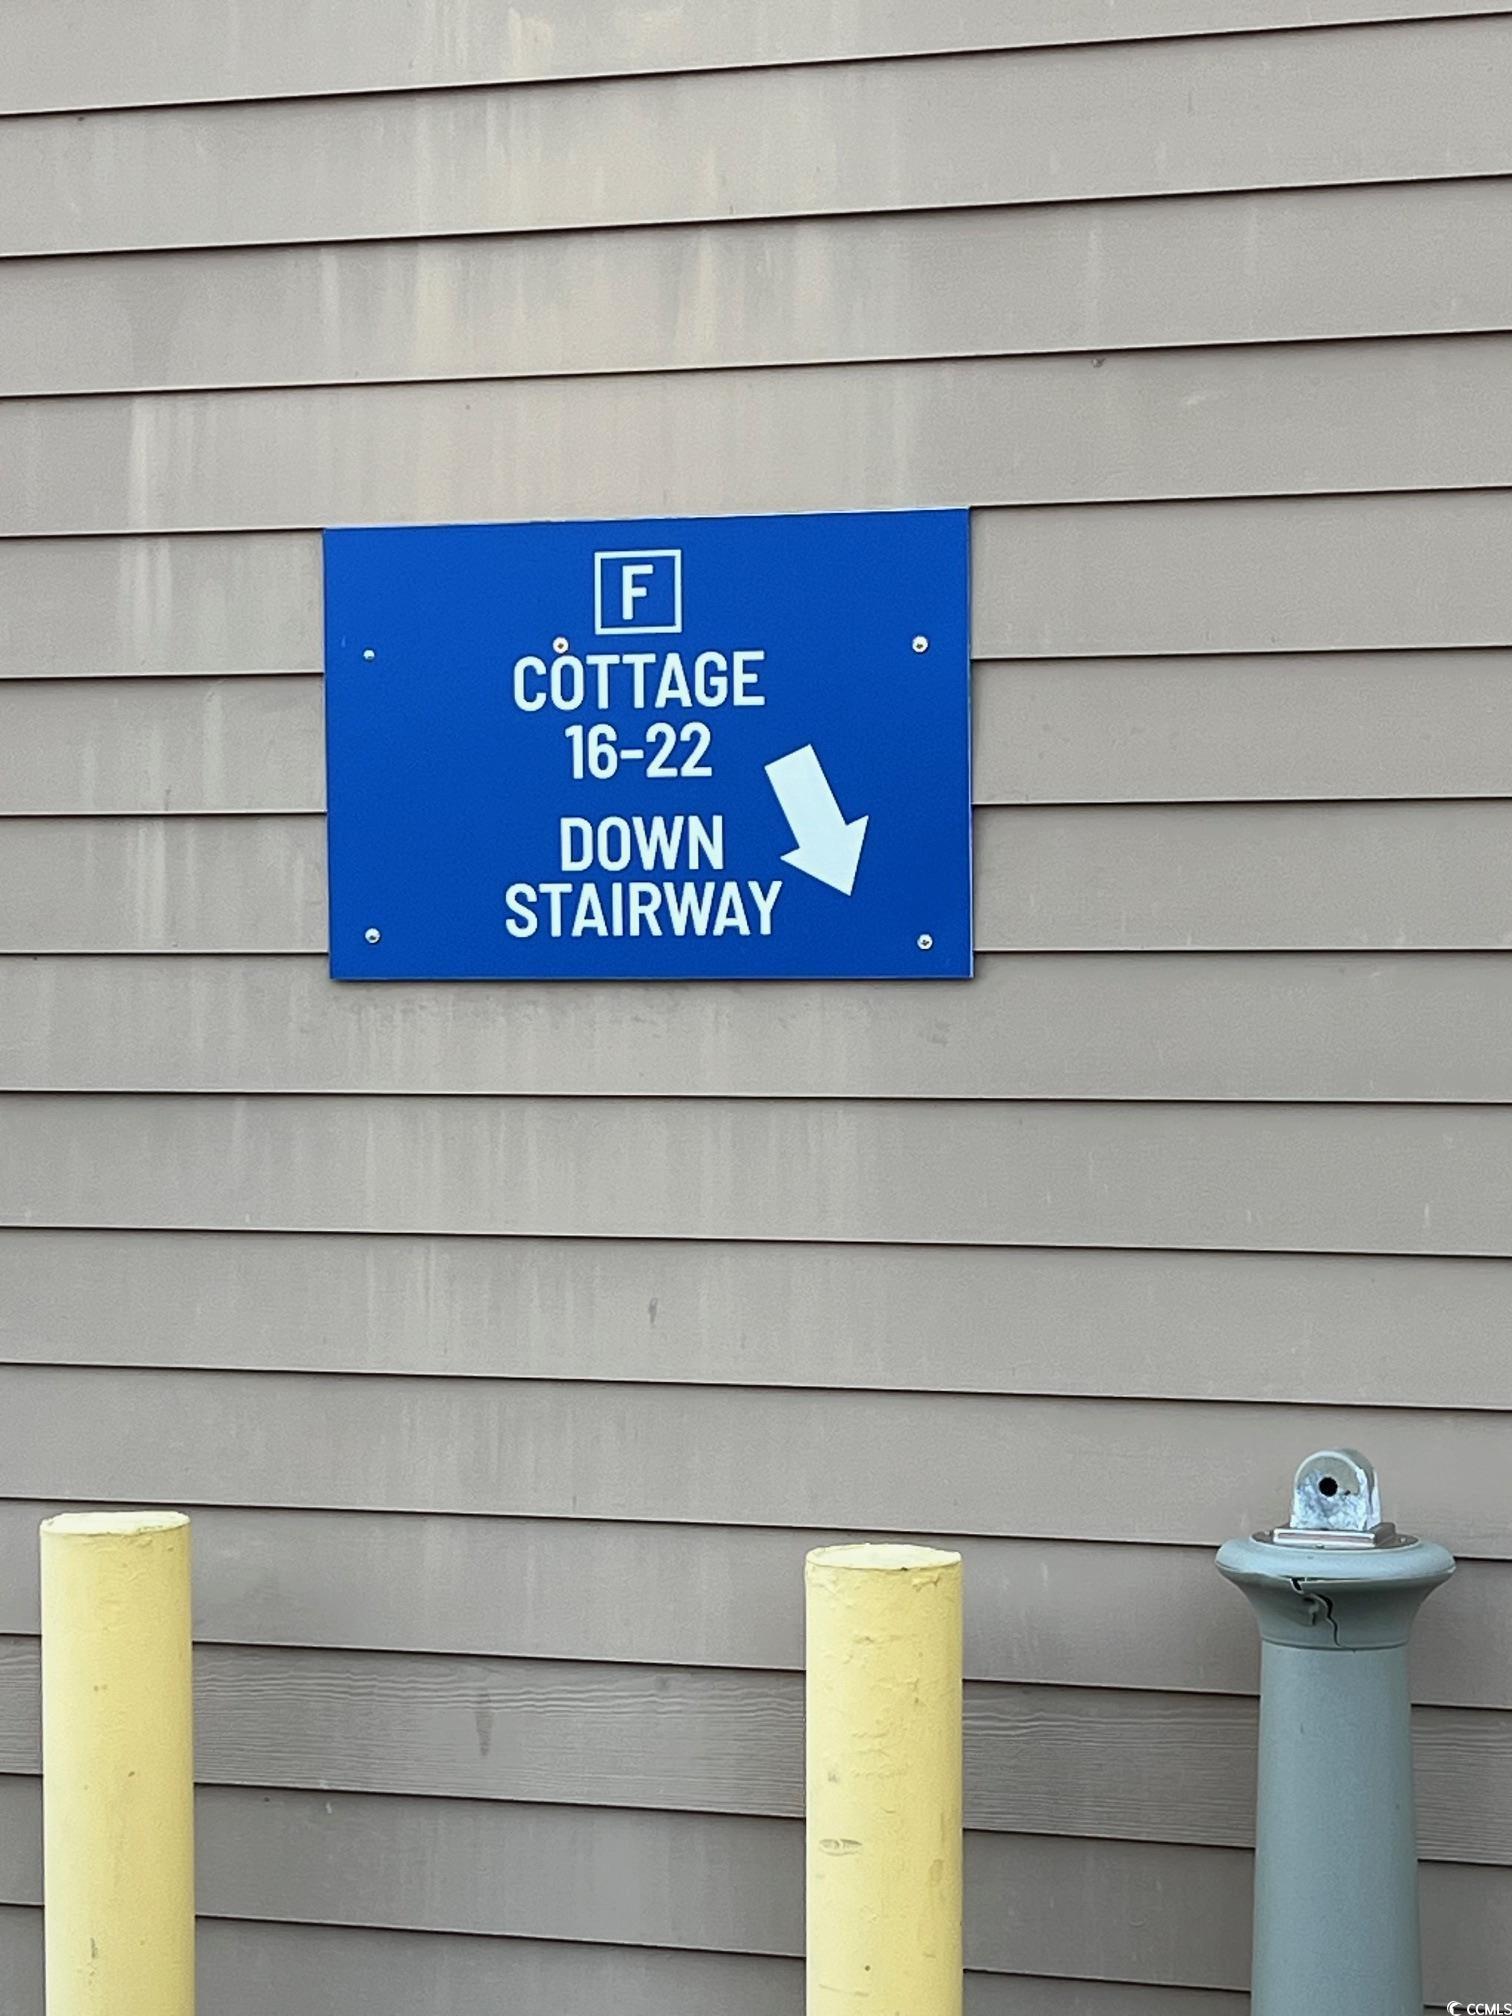 F
COTTAGE
16-22
DOWN
STAIRWAY
CCMLS